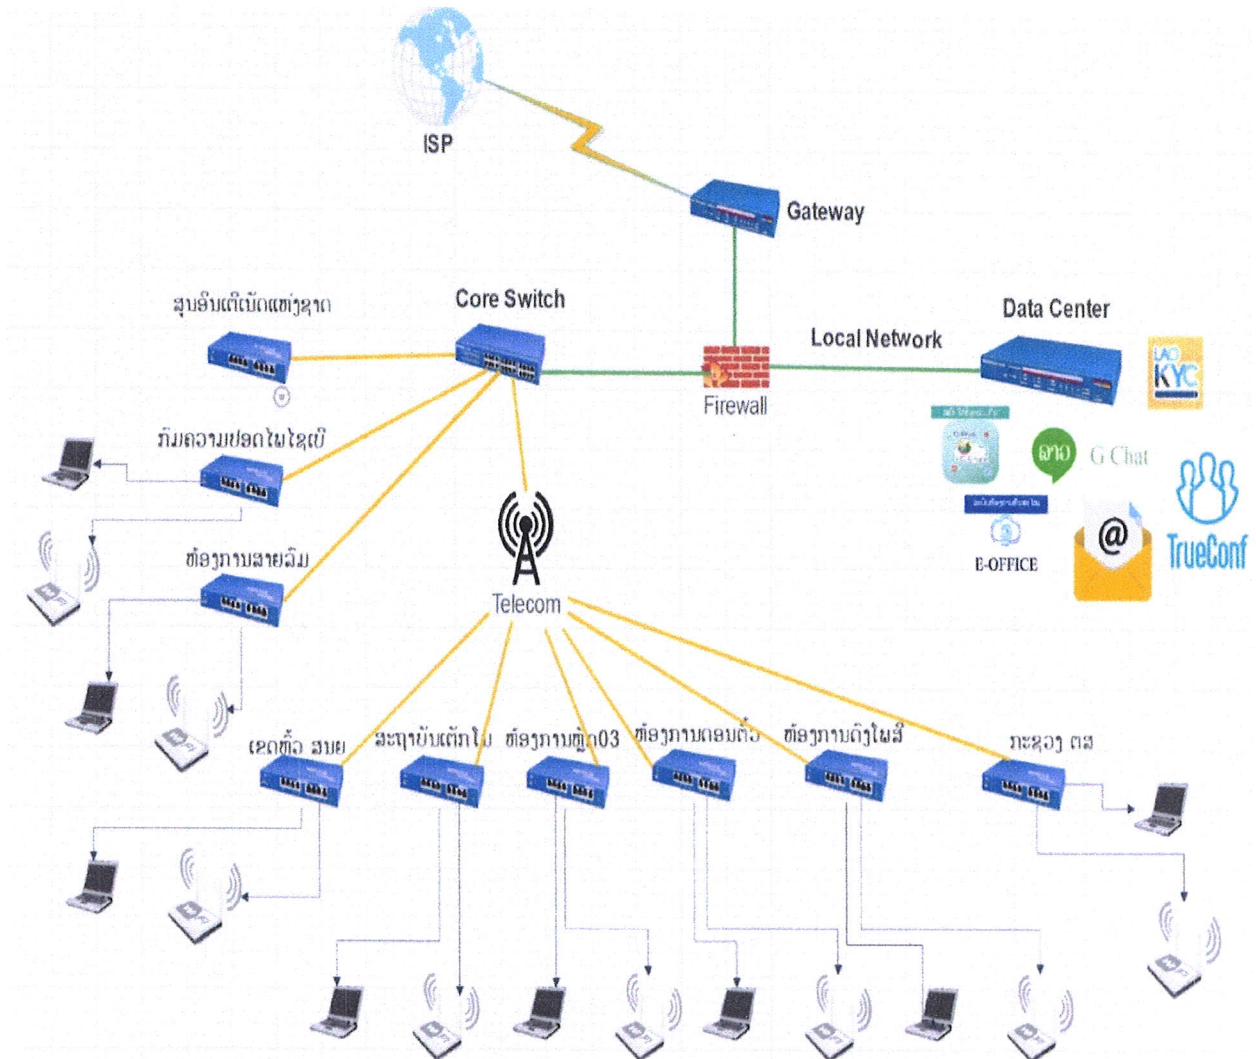 ISP
Gateway
ສູນອິນເຕີເນັດແຫ່ງຊາດ
Core Switch
Data Center
Local Network
Firewall
LAO
KYC
ກົມຄວາມປອດໄພໄຊເບີ
ລາວ
G Chat
ຫ້ອງການສາຍລົມ
@
E-OFFICE
TrueConf
Telecom
ເຂດຫຼົວ ສນຍ
ສະຖາບັນເຕັກໂນ
ຫ້ອງການຫຼັກ03
ຫ້ອງການດອນຕິ້ວ
ຫ້ອງການດົງໂພສີ
ກະຊວງ ຕສ